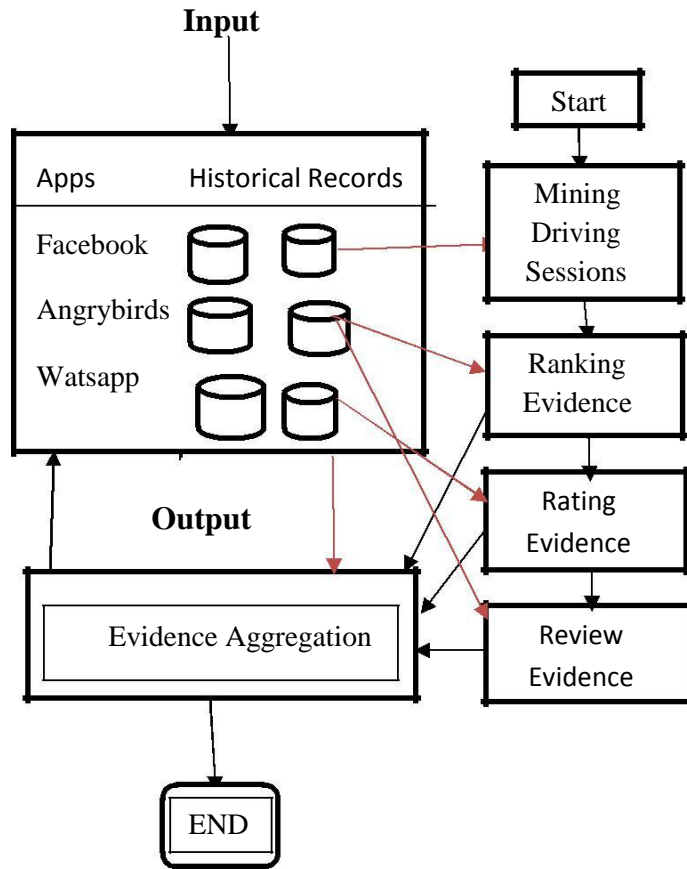 Input
Apps Historical Records
Facebook
Angrybirds
Watsapp
Start
Mining
Driving
Sessions
Ranking
Evidence
Rating
Evidence
Review
Evidence
Output
Evidence Aggregation
END